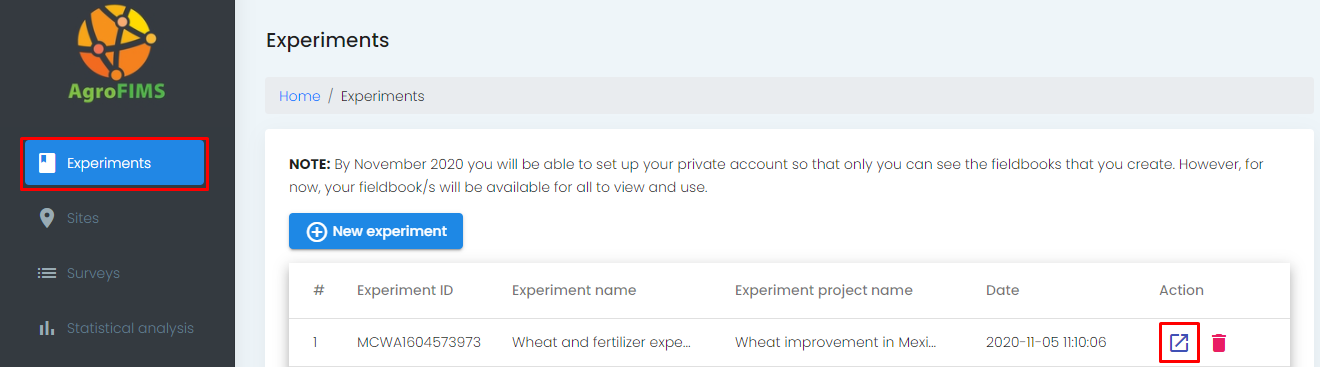 AgroFIMS
Experiments
Sites
Surveys
Statistical analysis
Experiments
Home / Experiments
NOTE: By November 2020 you will be able to set up your private account so that only you can see the fieldbooks that you create. However, for
now, your fieldbook/s will be available for all to view and use.
New experiment
# Experiment ID Experiment name Experiment project name Date Action
1 MCWA1604573973 Wheat and fertilizer expe... Wheat improvement in Mexi... 2020-11-05 11:10:06